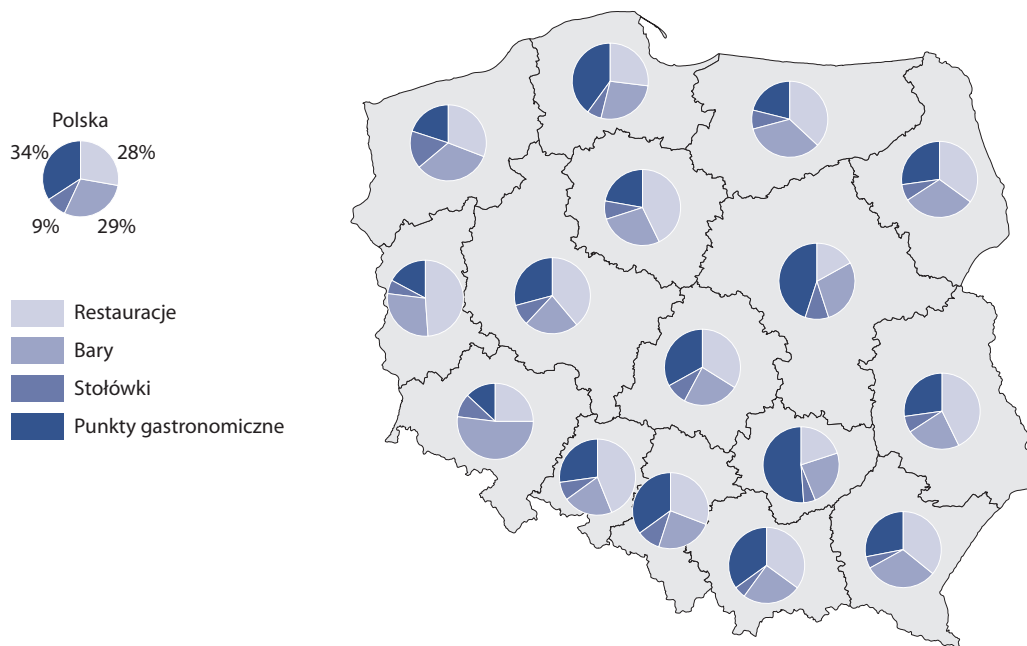 Polska
34%
28%
9%
29%
Restauracje
Bary
Stołówki
Punkty gastronomiczne